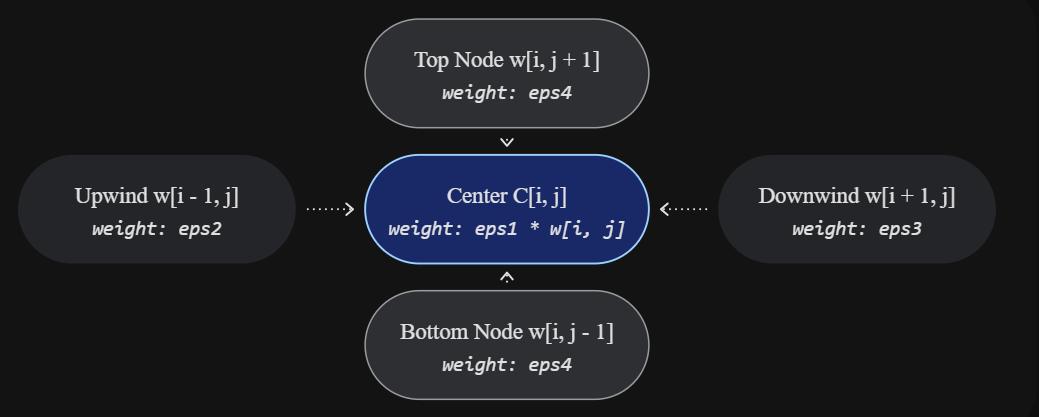 Top Node w[i, j + 1]
weight: eps4
Upwind w[i - 1, j]
weight: eps2
Center C[i, j]
weight: eps1 * w[i, j]
Downwind w[i + 1, j]
weight: eps3
Bottom Node w[i, j - 1]
weight: eps4